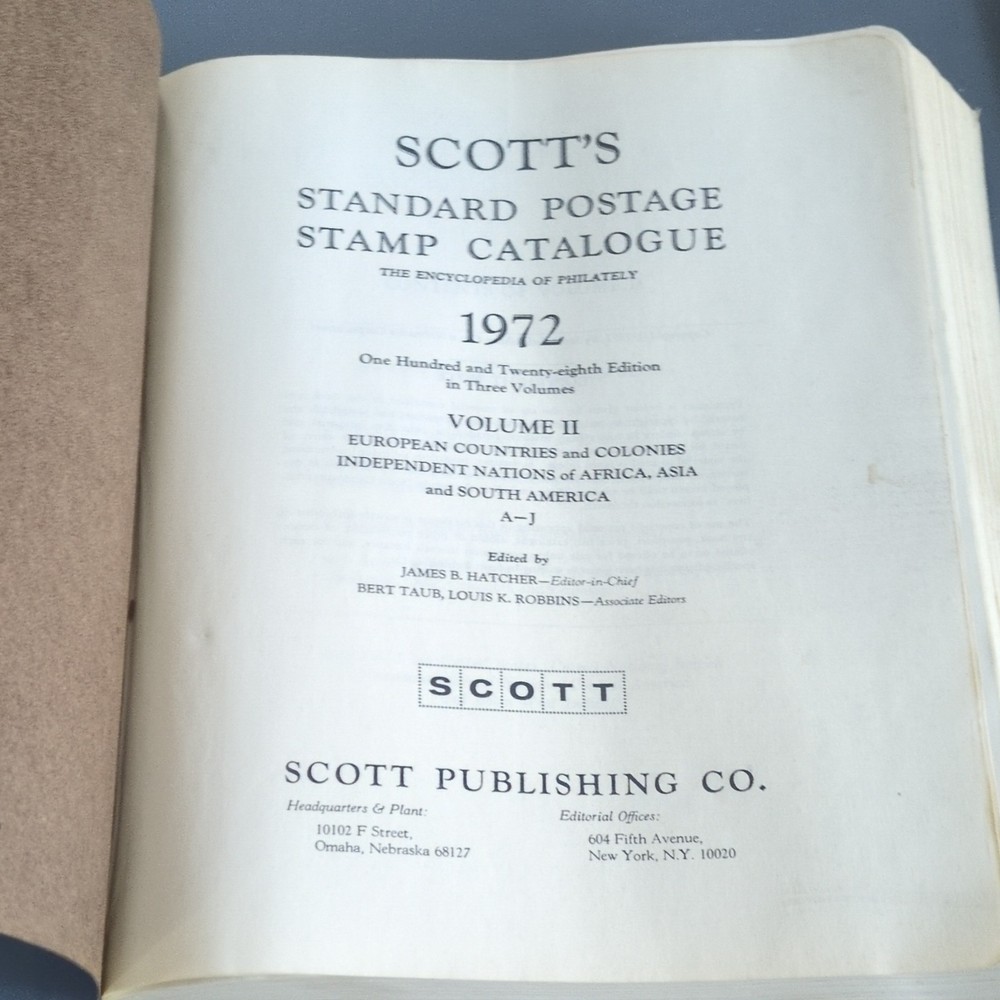 SCOTT'S
STANDARD POSTAGE
STAMP CATALOGUE
THE ENCYCLOPEDIA OF PHILATELY
1972
One Hundred and Twenty-eighth Edition
in Three Volumes
VOLUME II
EUROPEAN COUNTRIES and COLONIES
INDEPENDENT NATIONS of AFRICA, ASIA
and SOUTH AMERICA
A—J
Edited by
JAMES B. HATCHER—Editor-in-Chief
BERT TAUB, LOUIS K. ROBBINS—Associate Editors
SCOTT
SCOTT PUBLISHING CO.
Headquarters & Plant:
10102 F Street,
Omaha, Nebraska 68127
Editorial Offices:
604 Fifth Avenue,
New York, N.Y. 10020